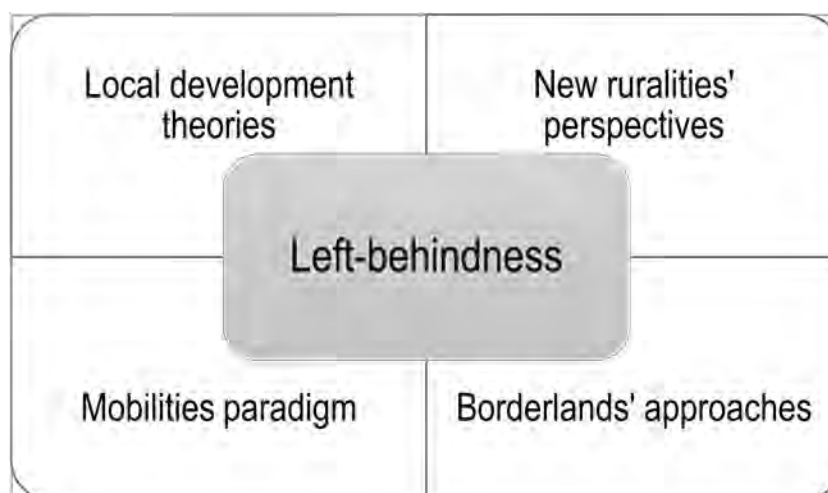 Local development
theories
New ruralities'
perspectives
Left-behindness
Mobilities paradigm
Borderlands' approaches